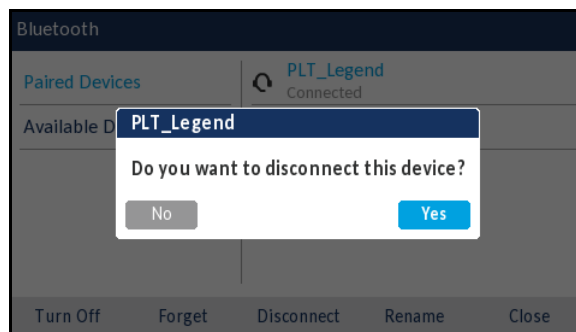 Bluetooth
Paired Devices
PLT_Legend
Connected
Available D
PLT_Legend
Do you want to disconnect this device?
No
Yes
Turn Off Forget Disconnect Rename Close